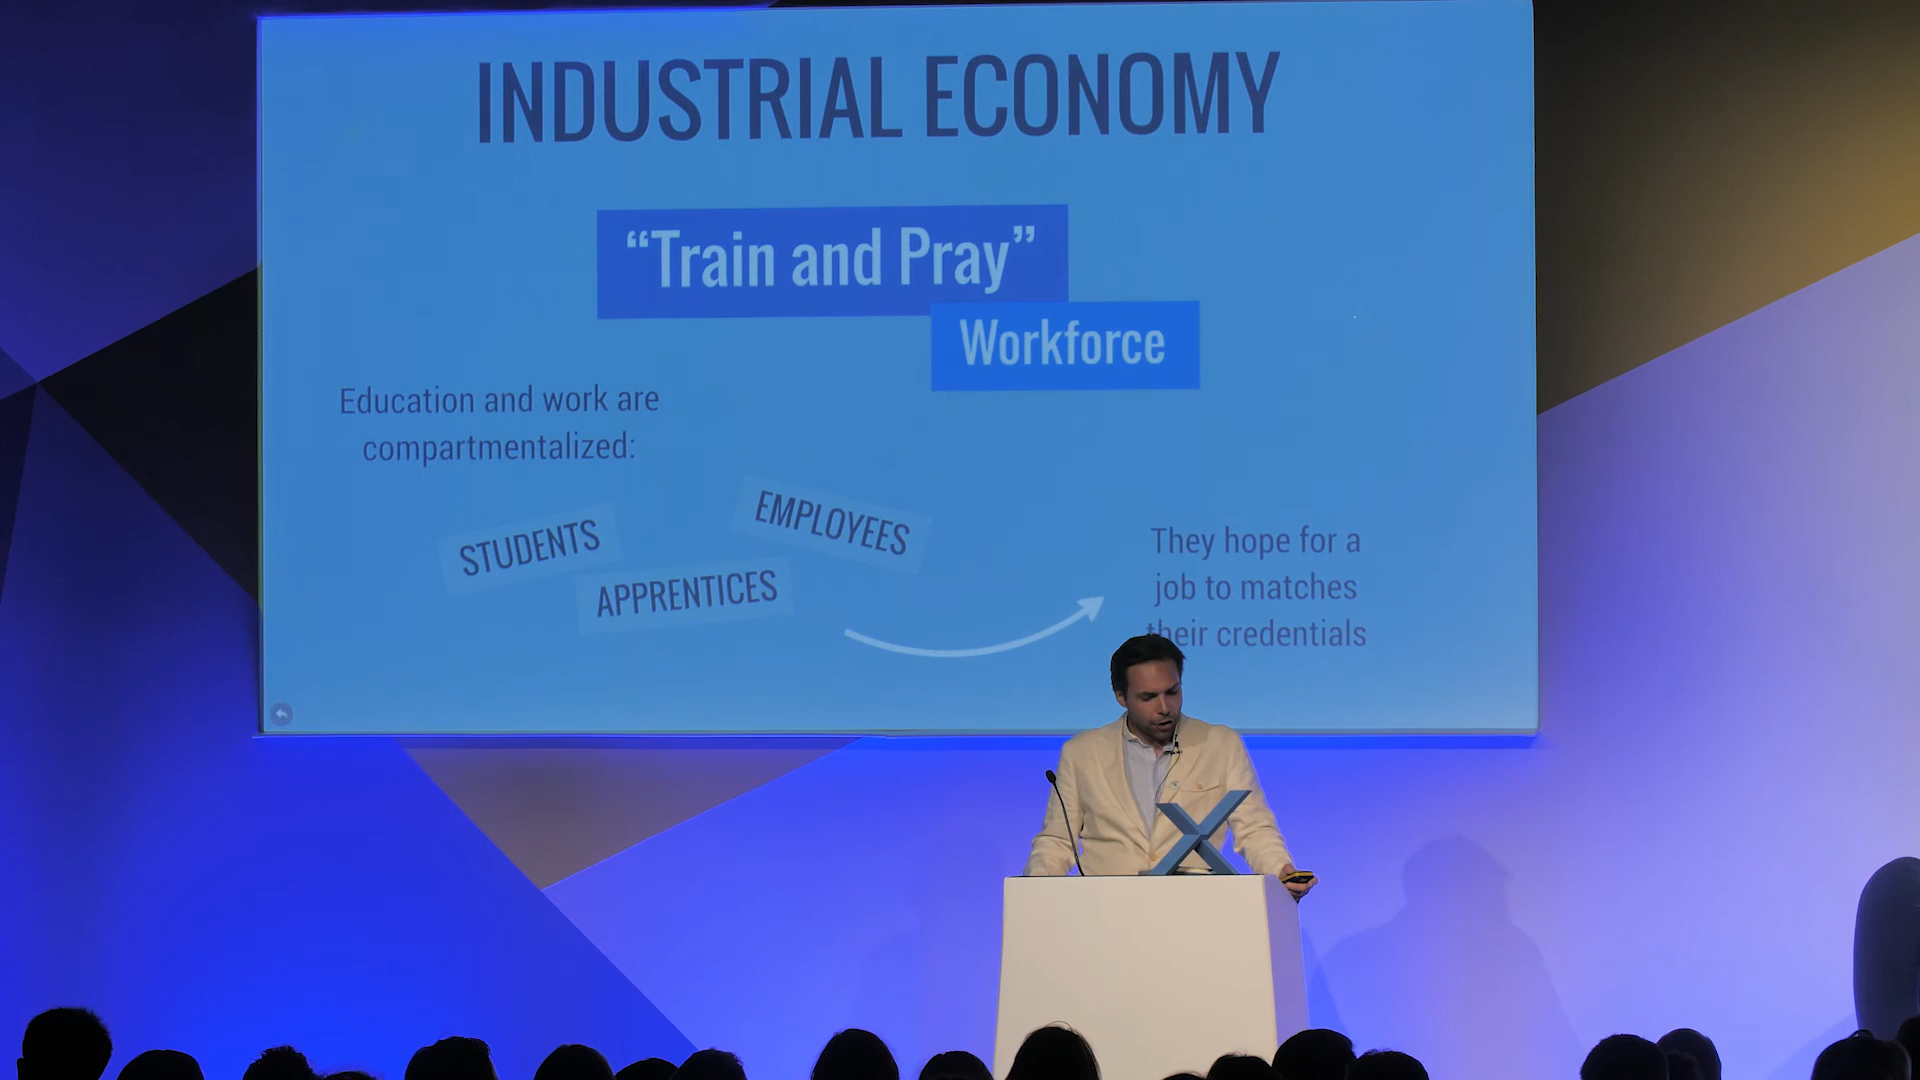 INDUSTRIAL ECONOMY
“Train and Pray”
Workforce
Education and work are
compartmentalized:
STUDENTS
EMPLOYEES
APPRENTICES
They hope for a
job to matches
their credentials
X